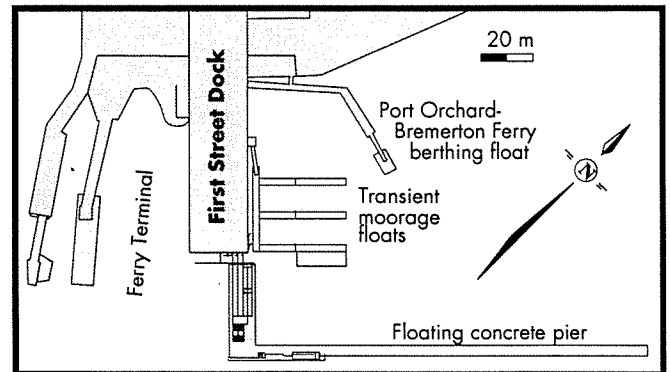 20 m
First Street Dock
Port Orchard-
Bremerton Ferry
berthing float
N
Ferry Terminal
Transient
moorage
floats
Floating concrete pier